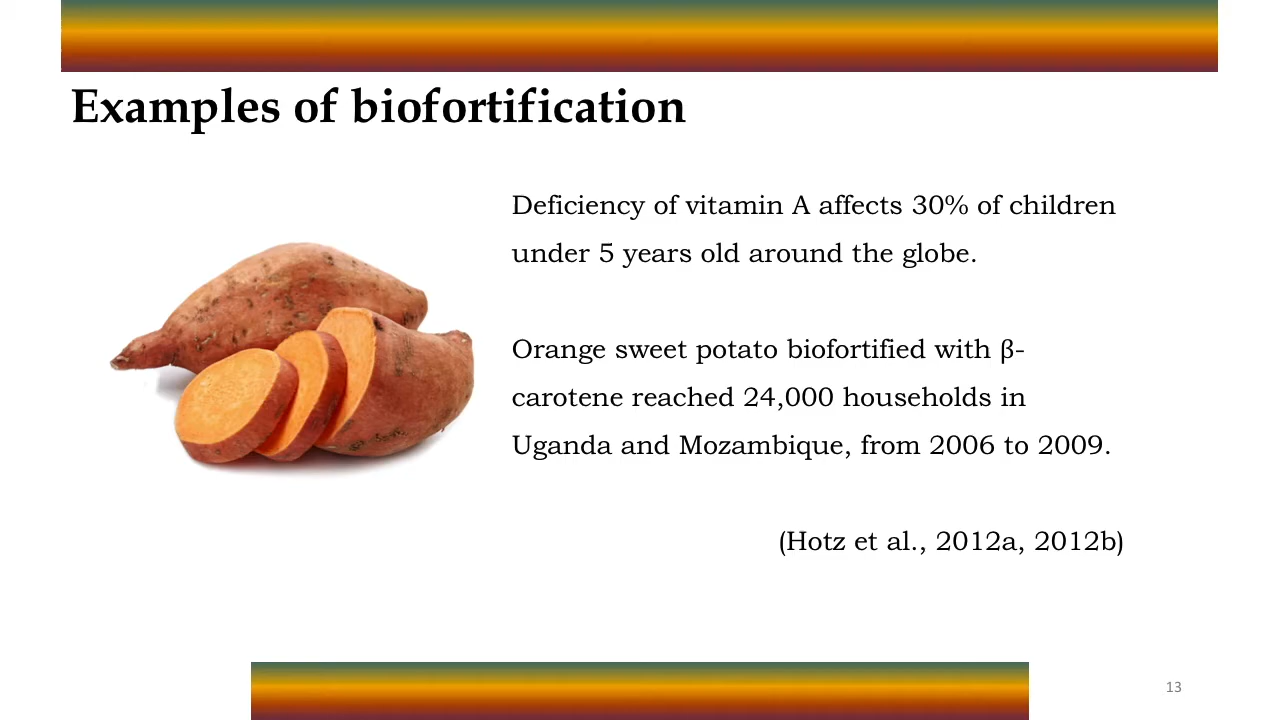 Examples of biofortification
Deficiency of vitamin A affects 30% of children
under 5 years old around the globe.
Orange sweet potato biofortified with β-
carotene reached 24,000 households in
Uganda and Mozambique, from 2006 to 2009.
(Hotz et al., 2012a, 2012b)
13